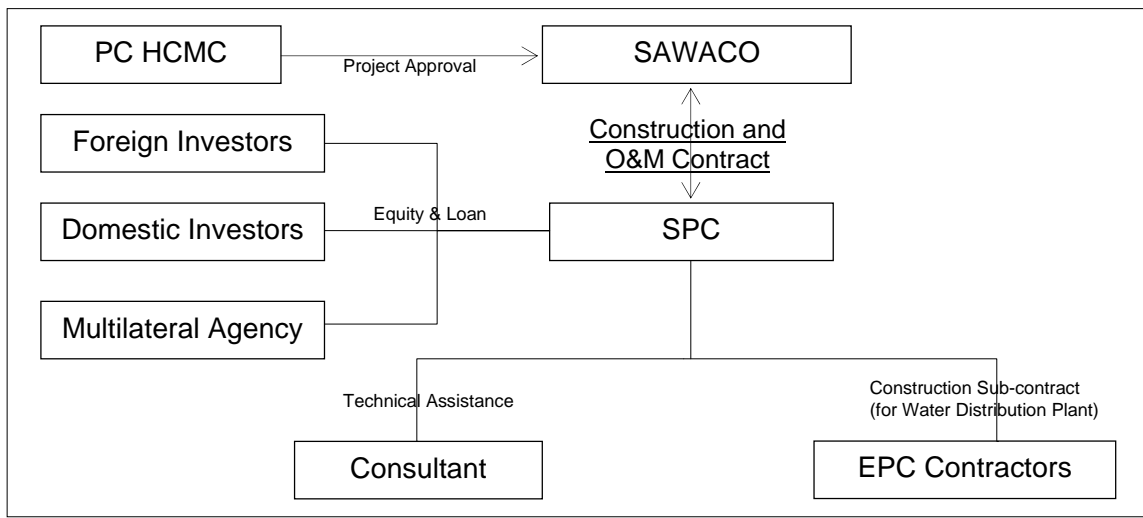 PC HCMC
Project Approval
SAWACO
Foreign Investors
Construction and
O&M Contract
Domestic Investors
Equity & Loan
SPC
Multilateral Agency
Technical Assistance
Construction Sub-contract
(for Water Distribution Plant)
Consultant
EPC Contractors